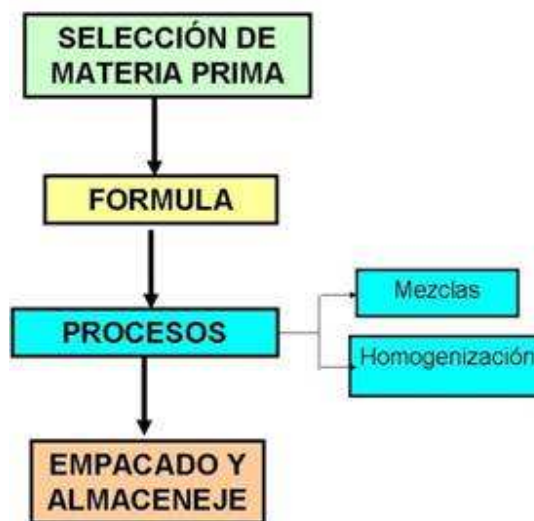 SELECCIÓN DE
MATERIA PRIMA
FORMULA
PROCESOS
Mezclas
Homogenización
EMPACADO Y
ALMACENEJE